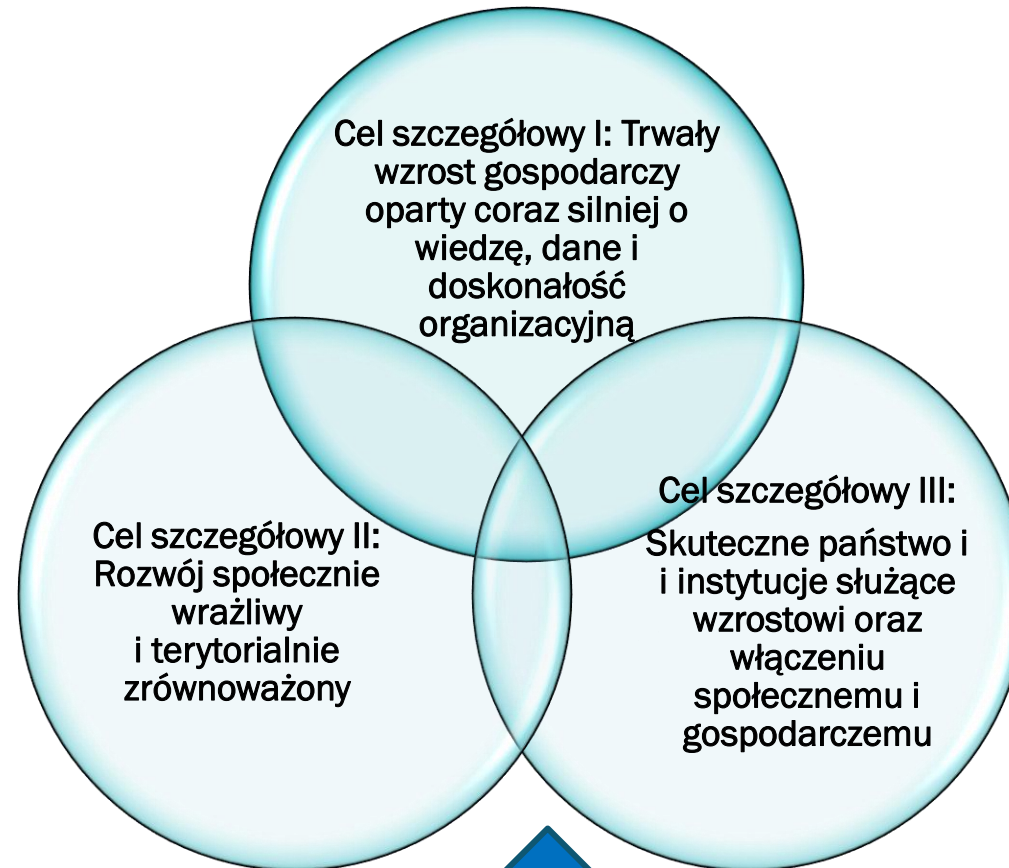 Cel szczegółowy I: Trwały
wzrost gospodarczy
oparty coraz silniej o
wiedzę, dane i
doskonałość
organizacyjną
Cel szczegółowy II:
Rozwój społecznie
wrażliwy
i terytorialnie
zrównoważony
Cel szczegółowy III:
Skuteczne państwo i
i instytucje służące
wzrostowi oraz
włączeniu
społecznemu i
gospodarczemu